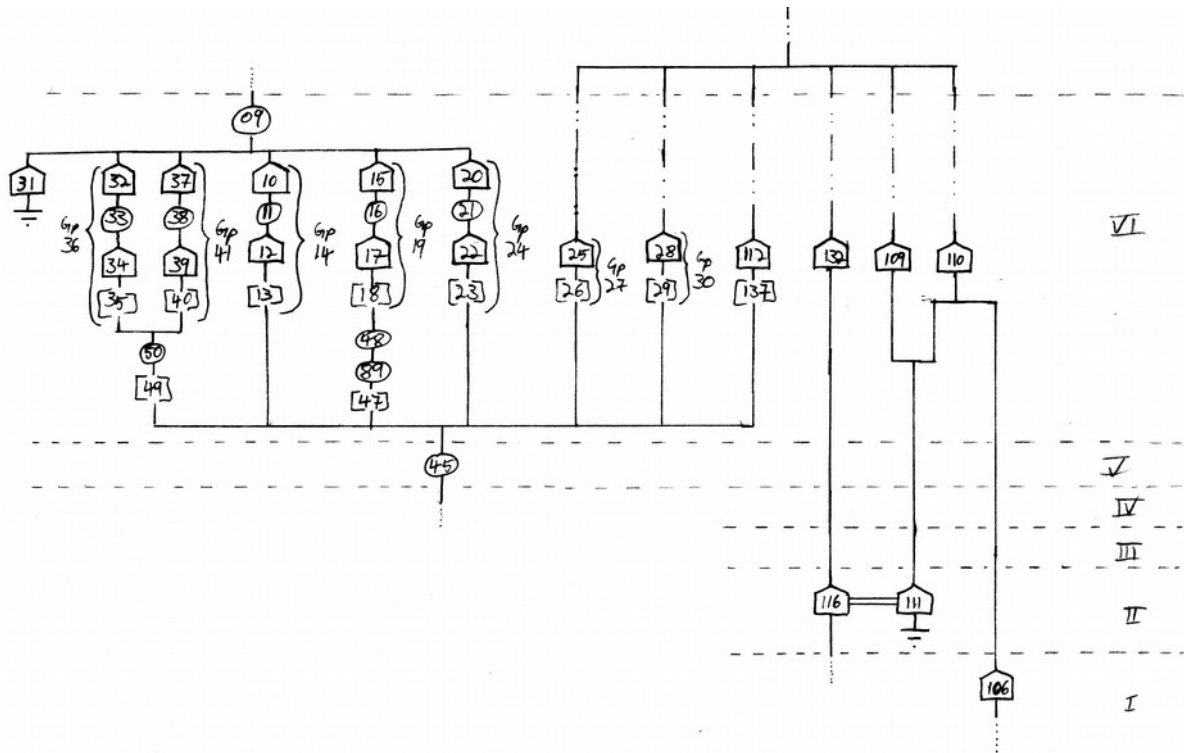 09
31 32 37 10 15 20
33 38 11 16 21
Gp 36 Gp 41 Gp 14 Gp 19 Gp 24
34 39 12 17 22 25 28 112 132 109 110
Gp 27 Gp 30
[35] [40] [13] [18] [23] [26] [29] [137]
VI
50 48
89
[49] [47]
45
V
IV
III
116 111
II
106
I